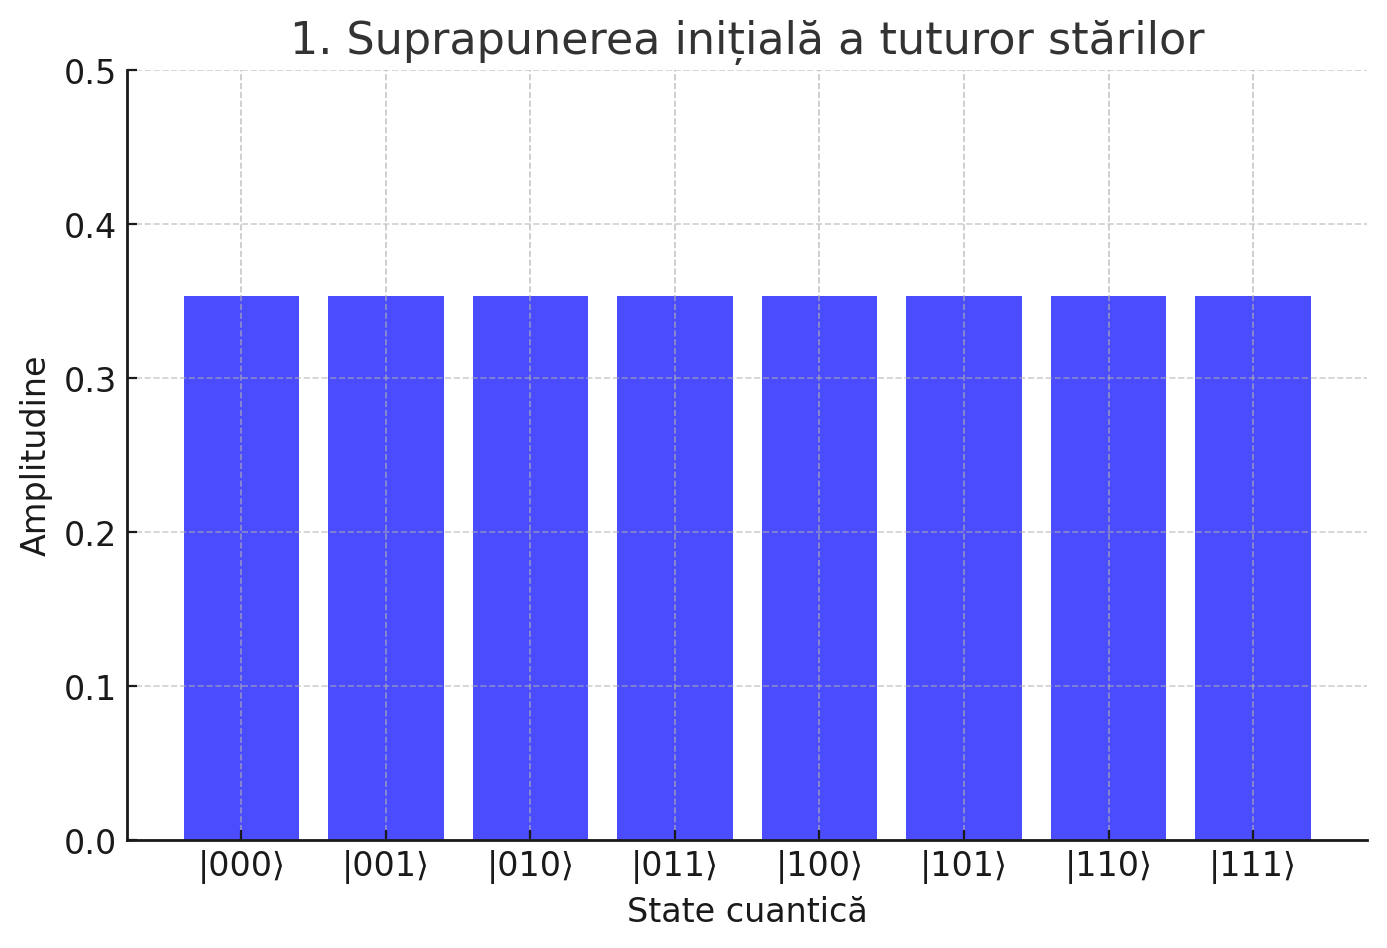 1. Suprapunerea inițială a tuturor stărilor
0.5
0.4
0.3
0.2
0.1
0.0
Amplitudine
|000⟩ |001⟩ |010⟩ |011⟩ |100⟩ |101⟩ |110⟩ |111⟩
State cuantică